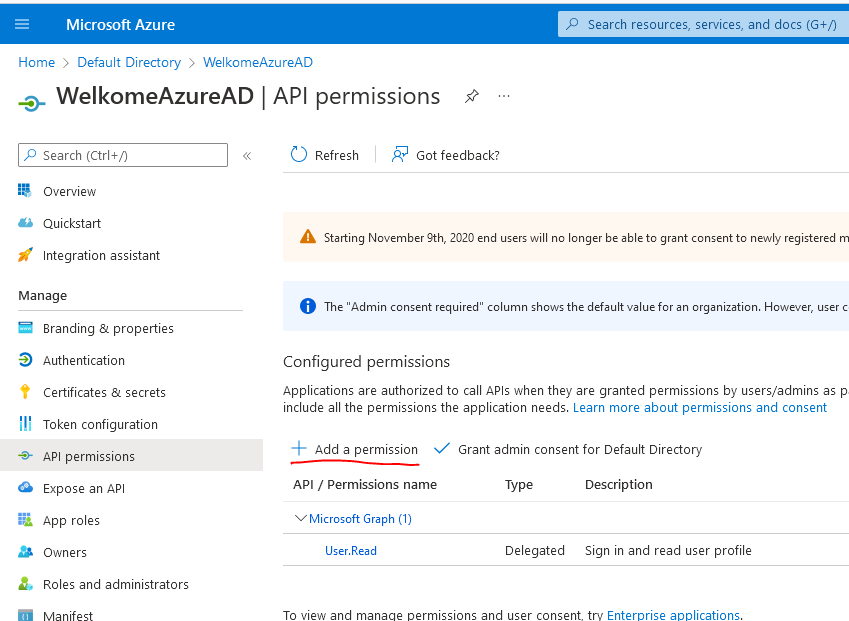 Microsoft Azure
Search resources, services, and docs (G+/)
Home > Default Directory > WelkomeAzureAD
WelkomeAzureAD | API permissions
...
Search (Ctrl+/)
«
Refresh
Got feedback?
Overview
Quickstart
Integration assistant
Manage
Branding & properties
Authentication
Certificates & secrets
Token configuration
API permissions
Expose an API
App roles
Owners
Roles and administrators
Manifest
Starting November 9th, 2020 end users will no longer be able to grant consent to newly registered m
The "Admin consent required" column shows the default value for an organization. However, user c
Configured permissions
Applications are authorized to call APIs when they are granted permissions by users/admins as p
include all the permissions the application needs. Learn more about permissions and consent
Add a permission
Grant admin consent for Default Directory
API / Permissions name Type Description
Microsoft Graph (1)
User.Read Delegated Sign in and read user profile
To view and manage permissions and user consent, try Enterprise applications.